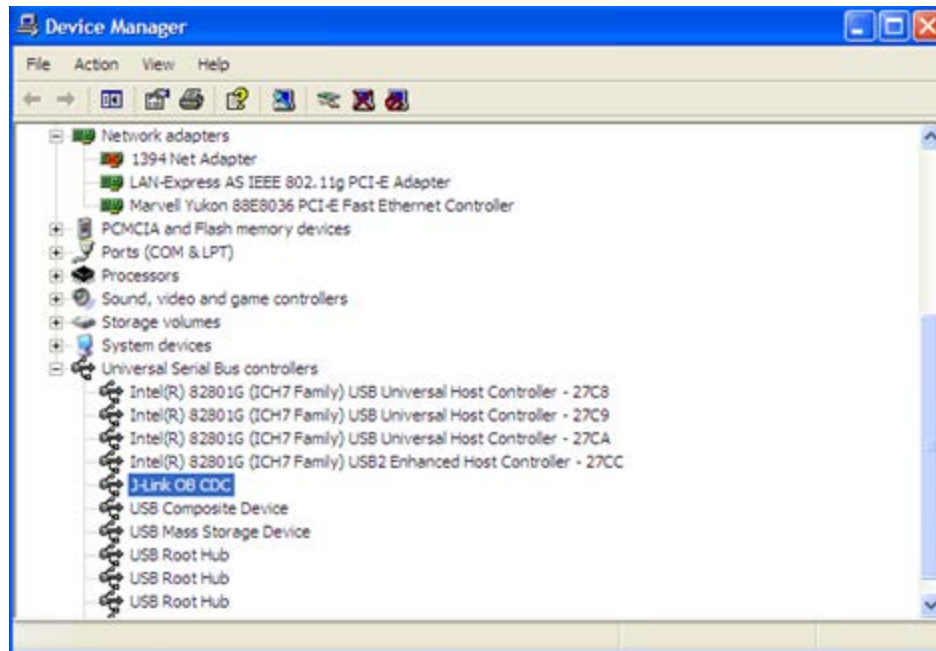 Device Manager
File Action View Help
Network adapters
1394 Net Adapter
LAN-Express AS IEEE 802.11g PCI-E Adapter
Marvell Yukon 88E8036 PCI-E Fast Ethernet Controller
PCMCIA and Flash memory devices
Ports (COM & LPT)
Processors
Sound, video and game controllers
Storage volumes
System devices
Universal Serial Bus controllers
Intel(R) 82801G (ICH7 Family) USB Universal Host Controller - 27C8
Intel(R) 82801G (ICH7 Family) USB Universal Host Controller - 27C9
Intel(R) 82801G (ICH7 Family) USB Universal Host Controller - 27CA
Intel(R) 82801G (ICH7 Family) USB2 Enhanced Host Controller - 27CC
J-Link OB CDC
USB Composite Device
USB Mass Storage Device
USB Root Hub
USB Root Hub
USB Root Hub